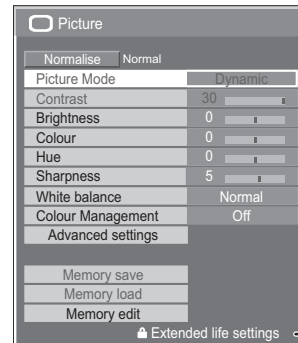 Picture
Normalise Normal
Picture Mode Dynamic
Contrast 30
Brightness 0
Colour 0
Hue 0
Sharpness 5
White balance Normal
Colour Management Off
Advanced settings
Memory save
Memory load
Memory edit
Extended life settings